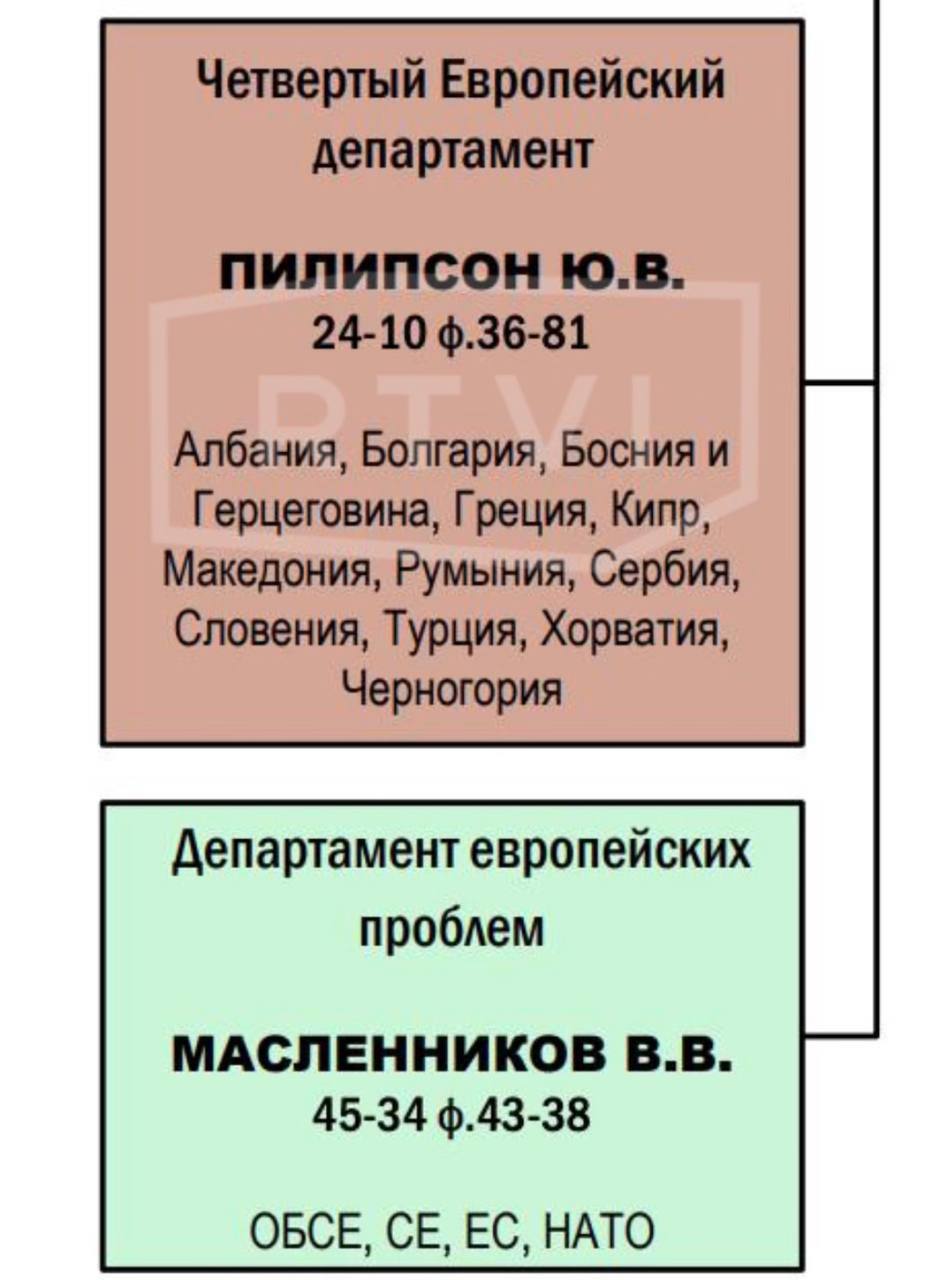 Четвертый Европейский
департамент
ПИЛИПСОН Ю.В.
24-10 ф.36-81
RTVI
Албания, Болгария, Босния и
Герцеговина, Греция, Кипр,
Македония, Румыния, Сербия,
Словения, Турция, Хорватия,
Черногория
Департамент европейских
проблем
МАСЛЕННИКОВ В.В.
45-34 ф.43-38
ОБСЕ, СЕ, ЕС, НАТО